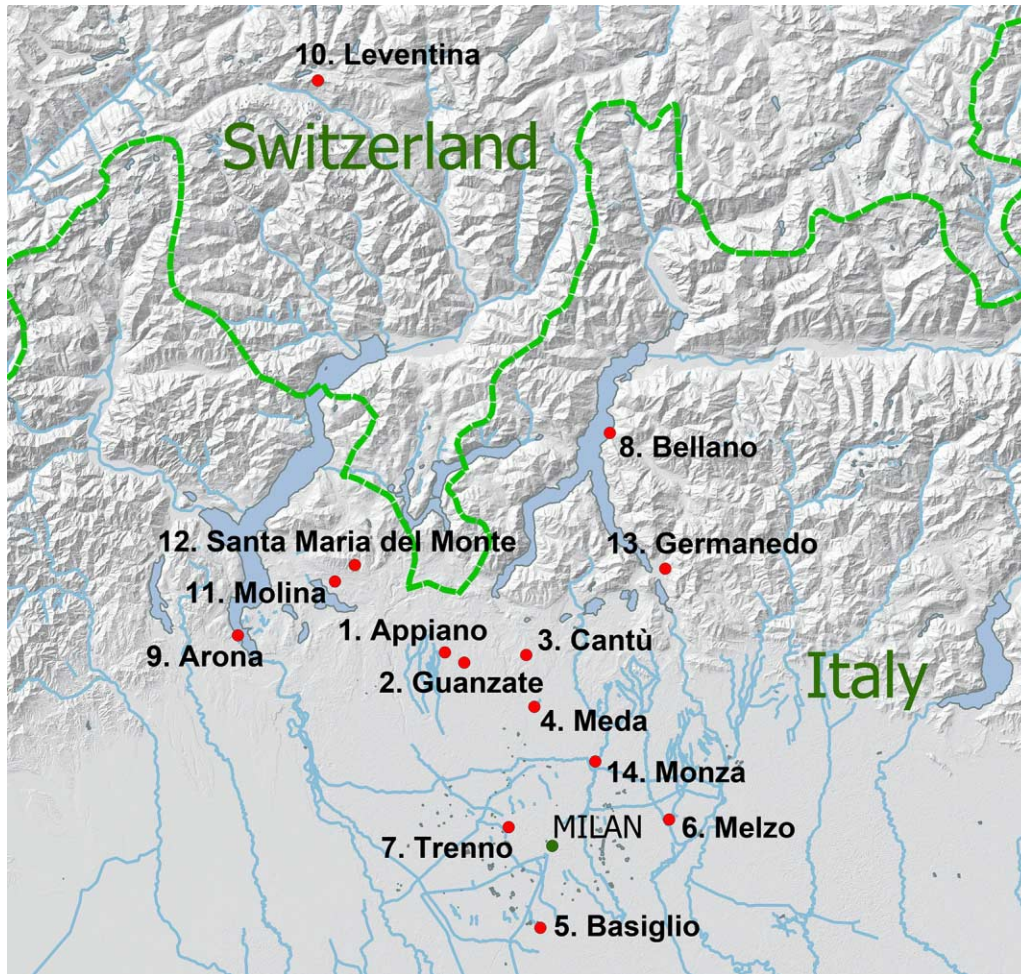 10. Leventina
Switzerland
8. Bellano
12. Santa Maria del Monte
13. Germanedo
11. Molina
1. Appiano
3. Cantù
9. Arona
2. Guanzate
Italy
4. Meda
14. Monza
MILAN
6. Melzo
7. Trenno
5. Basiglio